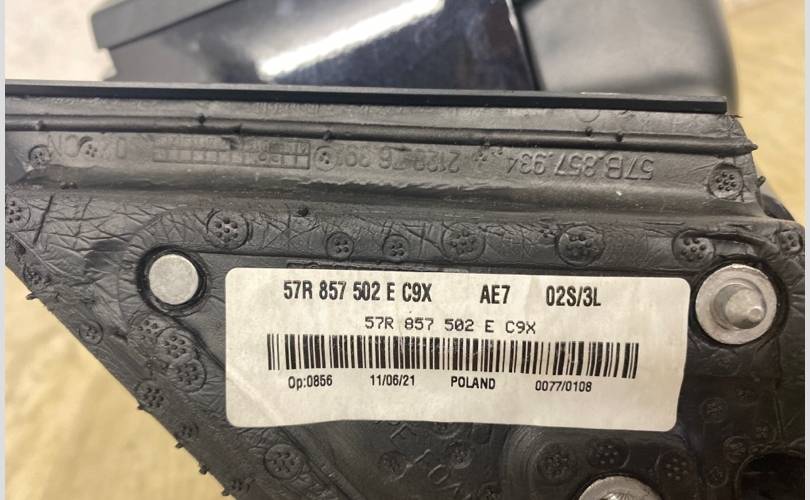 57B.857.934
57R 857 502 E C9X AE7 02S/3L
57R 857 502 E C9X
Op:0856 11/06/21 POLAND 0077/0108